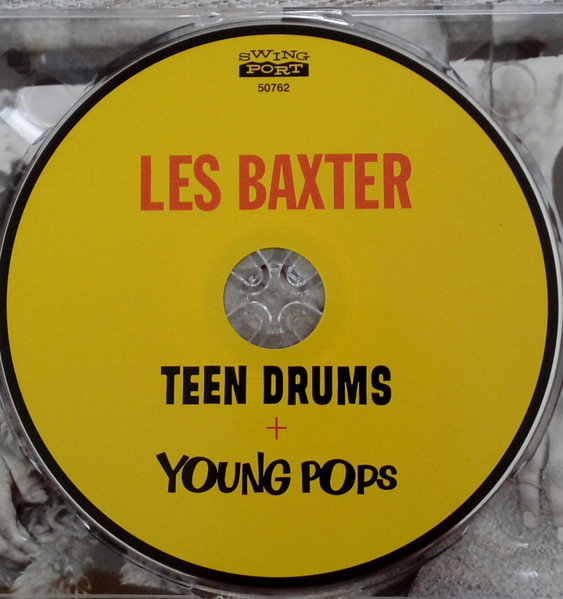 SWING
PORT
50762
LES BAXTER
TEEN DRUMS
+
YOUNG POPS